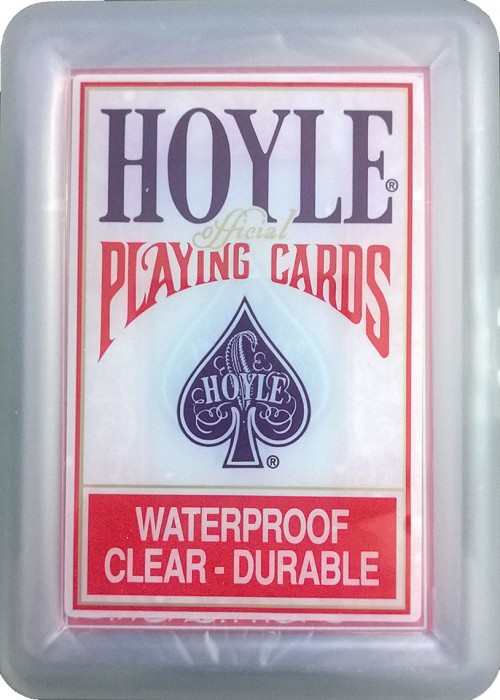 HOYLE®
official
PLAYING CARDS
HOYLE
®
WATERPROOF
CLEAR - DURABLE